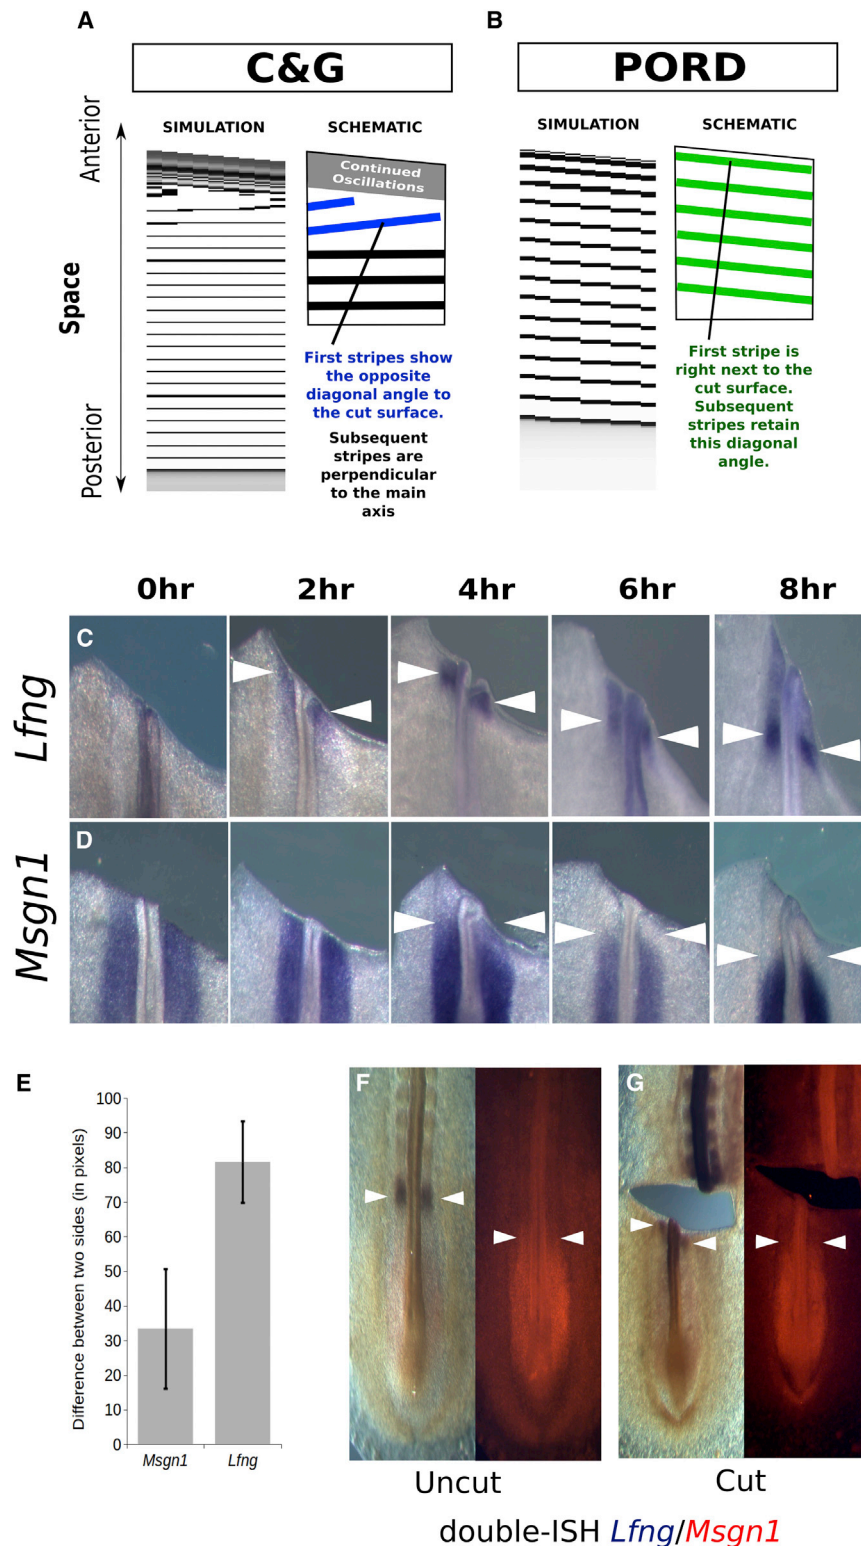 A
B
C&G
PORD
Anterior
Space
Posterior
SIMULATION
SCHEMATIC
Continued
Oscillations
First stripes show
the opposite
diagonal angle to
the cut surface.
Subsequent
stripes are
perpendicular
to the main
axis
SIMULATION
SCHEMATIC
First stripe is
right next to the
cut surface.
Subsequent
stripes retain
this diagonal
angle.
0hr
2hr
4hr
6hr
8hr
Lfng
C
Msgn1
D
E
Difference between two sides (in pixels)
100
90
80
70
60
50
40
30
20
10
0
Msgn1
Lfng
F
G
Uncut
Cut
double-ISH Lfng/Msgn1